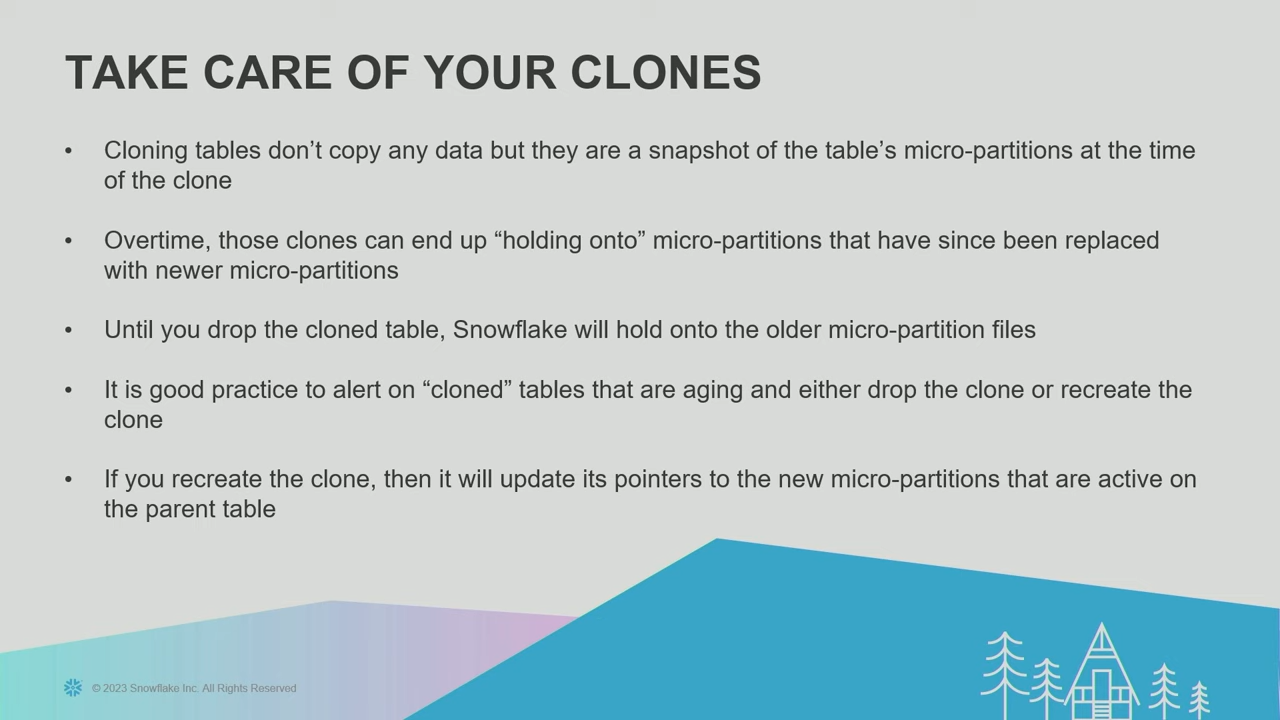 TAKE CARE OF YOUR CLONES
• Cloning tables don’t copy any data but they are a snapshot of the table’s micro-partitions at the time
of the clone
• Overtime, those clones can end up “holding onto” micro-partitions that have since been replaced
with newer micro-partitions
• Until you drop the cloned table, Snowflake will hold onto the older micro-partition files
• It is good practice to alert on “cloned” tables that are aging and either drop the clone or recreate the
clone
• If you recreate the clone, then it will update its pointers to the new micro-partitions that are active on
the parent table
© 2023 Snowflake Inc. All Rights Reserved